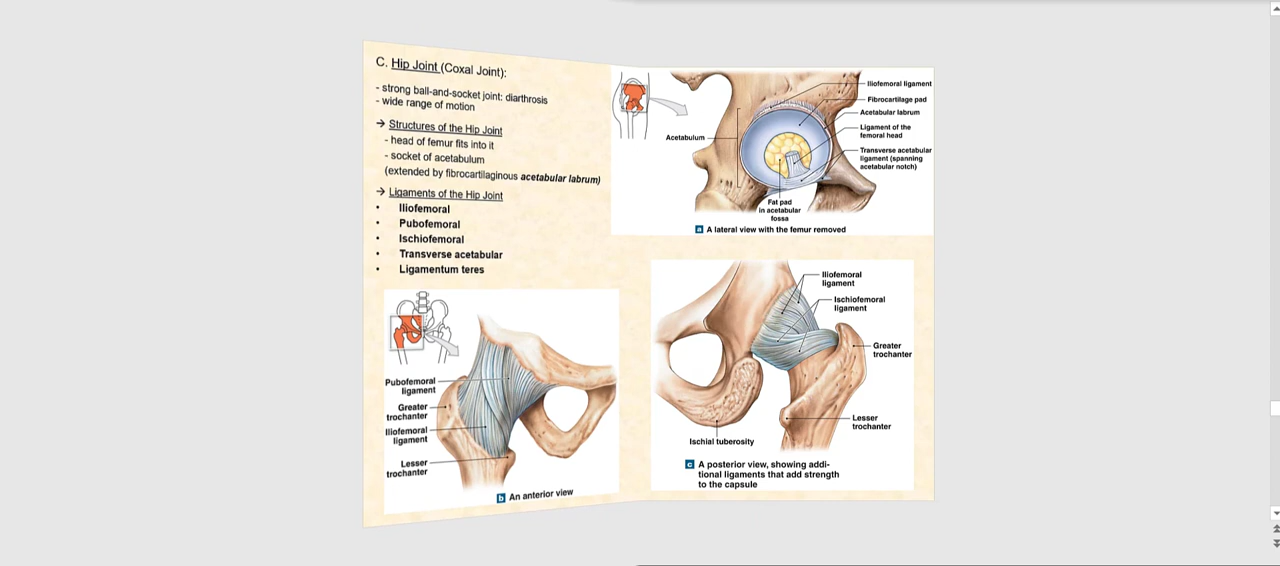 C. Hip Joint (Coxal Joint):
- strong ball-and-socket joint: diarthrosis
- wide range of motion
→ Structures of the Hip Joint
- head of femur fits into it
- socket of acetabulum
(extended by fibrocartilaginous acetabular labrum)
→ Ligaments of the Hip Joint
• Iliofemoral
• Pubofemoral
• Ischiofemoral
• Transverse acetabular
• Ligamentum teres
Pubofemoral
ligament
Greater
trochanter
Iliofemoral
ligament
Lesser
trochanter
b An anterior view
Acetabulum
Iliofemoral ligament
Fibrocartilage pad
Acetabular labrum
Ligament of the
femoral head
Transverse acetabular
ligament (spanning
acetabular notch)
Fat pad
in acetabular
fossa
a A lateral view with the femur removed
Iliofemoral
ligament
Ischiofemoral
ligament
Greater
trochanter
Lesser
trochanter
Ischial tuberosity
c A posterior view, showing addi-
tional ligaments that add strength
to the capsule